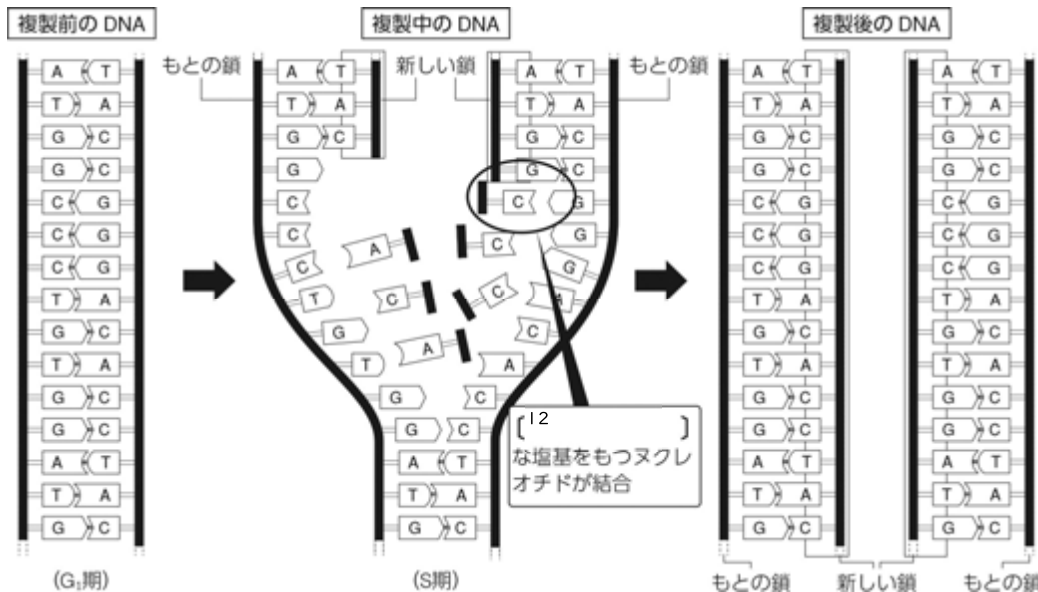 複製前の DNA
A T
T A
G C
G C
C G
C G
C G
T A
G C
T A
G C
G C
A T
T A
G C
(G₁期)
複製中の DNA
もとの鎖
新しい鎖
もとの鎖
A T A T
T A T A
G C G C
G G C
C C G
C A C G
C C C G
T A
G A C
T A
G C
G C
A T
T A
G C
〔12 〕
な塩基をもつヌクレ
オチドが結合
(S期)
複製後の DNA
A T A T
T A T A
G C G C
G C G C
C G C G
C G C G
C G C G
T A T A
G C G C
T A T A
G C G C
G C G C
A T A T
T A T A
G C G C
もとの鎖 新しい鎖 もとの鎖